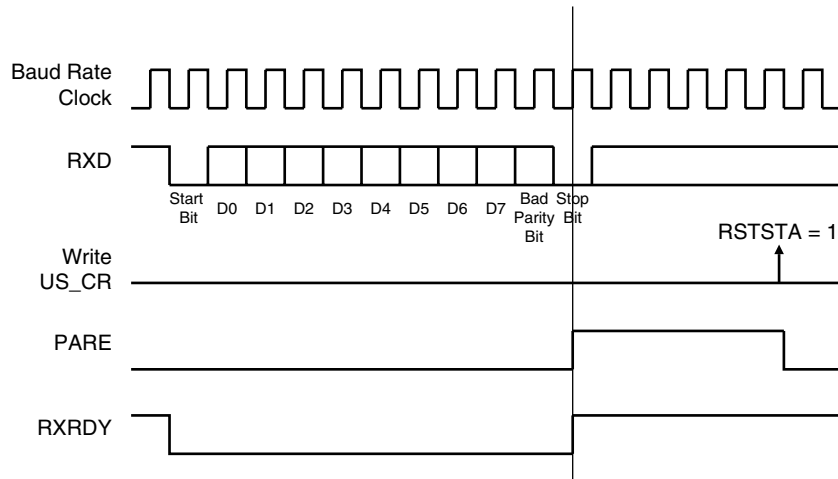 Baud Rate
Clock
RXD
Start
Bit
D0
D1
D2
D3
D4
D5
D6
D7
Bad
Parity
Bit
Stop
Bit
RSTSTA = 1
Write
US_CR
PARE
RXRDY